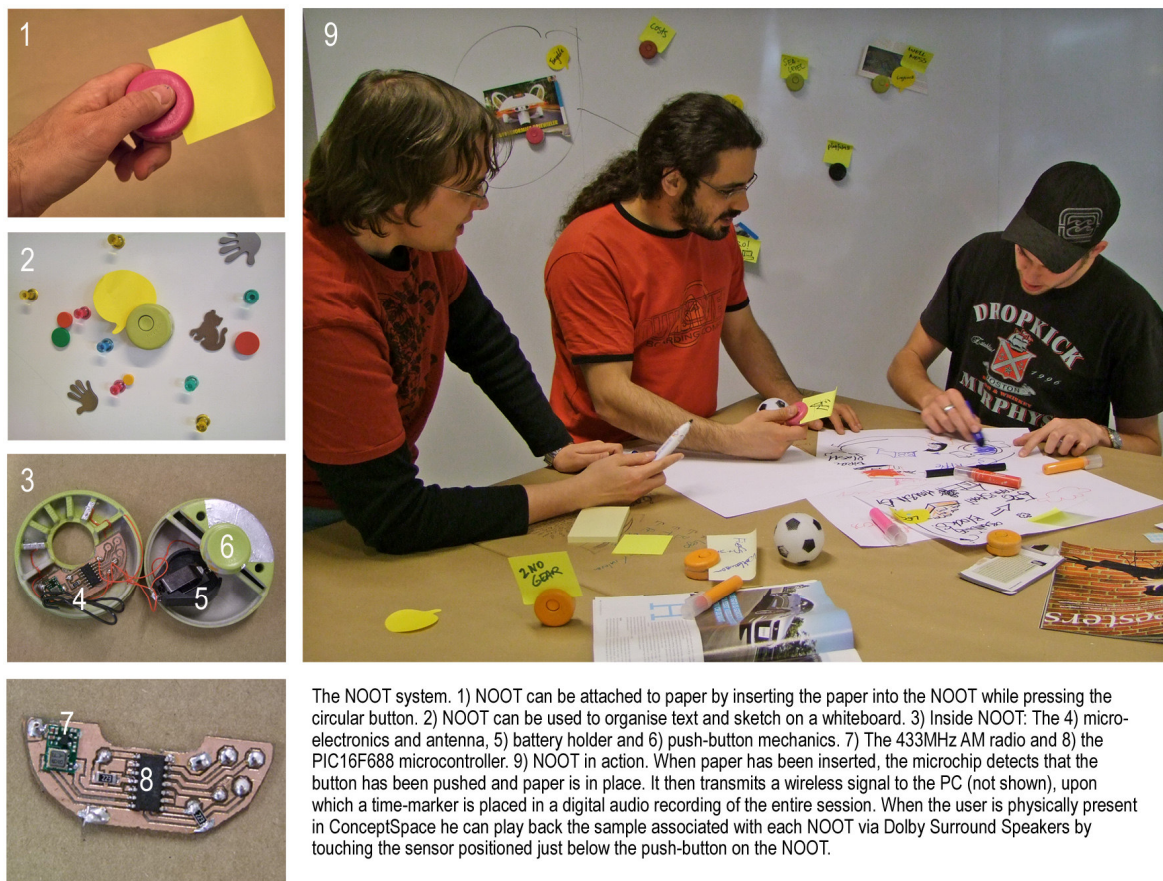 1
9
costs
2
DROPKICK
1996
BOSTON
MURPHYS
3
6
4
5
2ND
GEAR
H
esters
7
8
The NOOT system. 1) NOOT can be attached to paper by inserting the paper into the NOOT while pressing the
circular button. 2) NOOT can be used to organise text and sketch on a whiteboard. 3) Inside NOOT: The 4) micro-
electronics and antenna, 5) battery holder and 6) push-button mechanics. 7) The 433MHz AM radio and 8) the
PIC16F688 microcontroller. 9) NOOT in action. When paper has been inserted, the microchip detects that the
button has been pushed and paper is in place. It then transmits a wireless signal to the PC (not shown), upon
which a time-marker is placed in a digital audio recording of the entire session. When the user is physically present
in ConceptSpace he can play back the sample associated with each NOOT via Dolby Surround Speakers by
touching the sensor positioned just below the push-button on the NOOT.